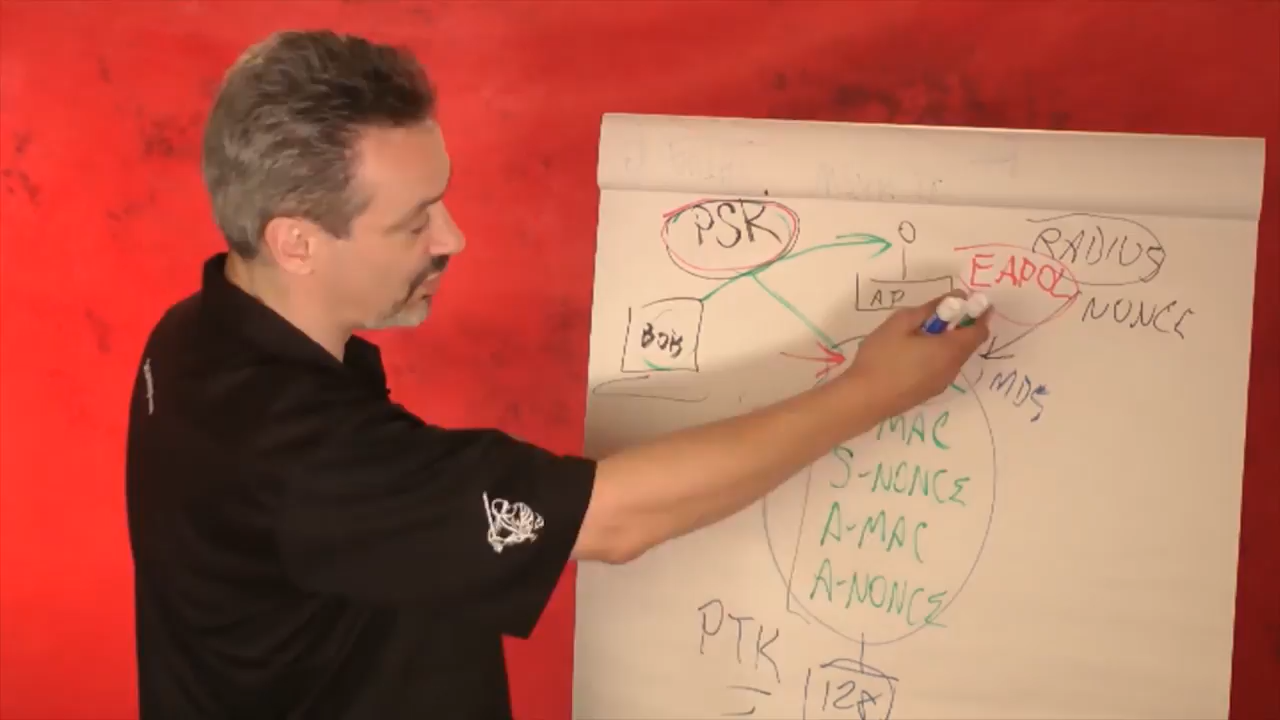 PSK
RADIUS
EAPOL
NONCE
AP
BOB
MD5
MAC
S-NONCE
A-MAC
A-NONCE
PTK
=
128